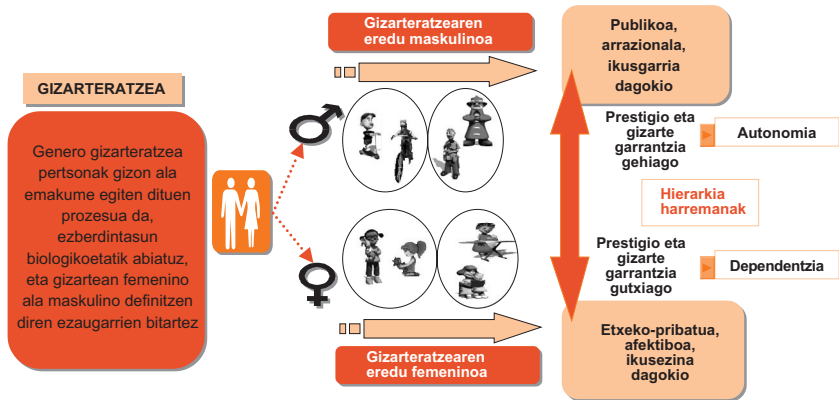 GIZARTERATZEA
Genero gizarteratzea
pertsonak gizon ala
emakume egiten dituen
prozesua da,
ezberdintasun
biologikoetatik abiatuz,
eta gizartean femenino
ala maskulino definitzen
diren ezaugarrien bitartez
Gizarteratzearen
eredu maskulinoa
Publikoa,
arrazionala,
ikusgarria
dagokio
Prestigio eta
gizarte
garrantzia
gehiago
Autonomia
Hierarkia
harremanak
Prestigio eta
gizarte
garrantzia
gutxiago
Dependentzia
Gizarteratzearen
eredu femeninoa
Etxeko-pribatua,
afektiboa,
ikusezina
dagokio